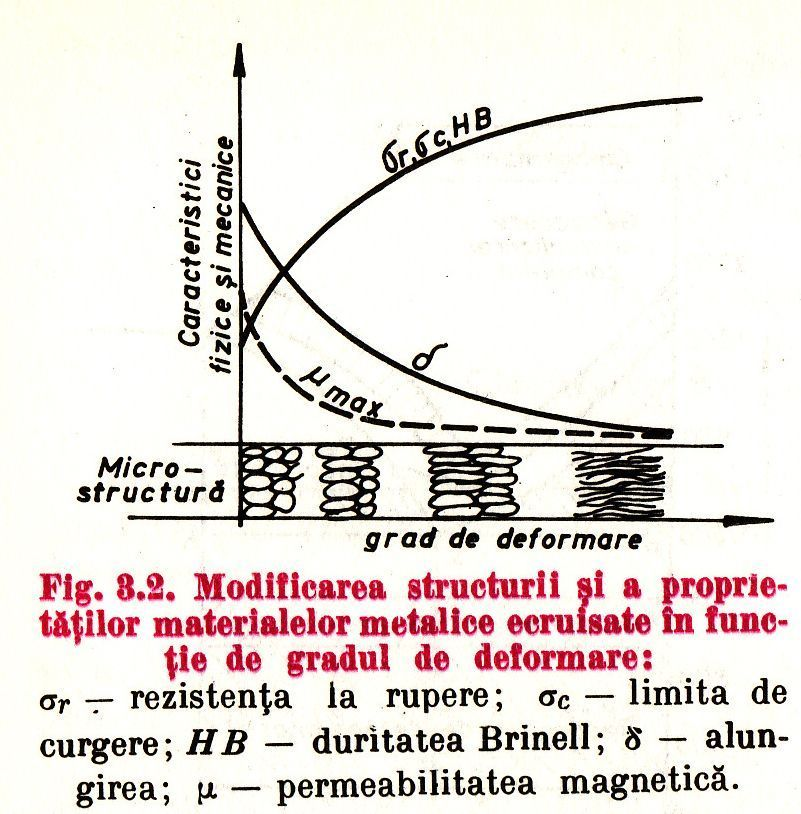 σr, σc, HB
Caracteristici
fizice și mecanice
δ
μ max
Micro-
structură
grad de deformare
Fig. 3.2. Modificarea structurii și a proprie-
tăților materialelor metalice ecruisate în func-
ție de gradul de deformare:
σr — rezistența la rupere; σc — limita de
curgere; HB — duritatea Brinell; δ — alun-
girea; μ — permeabilitatea magnetică.